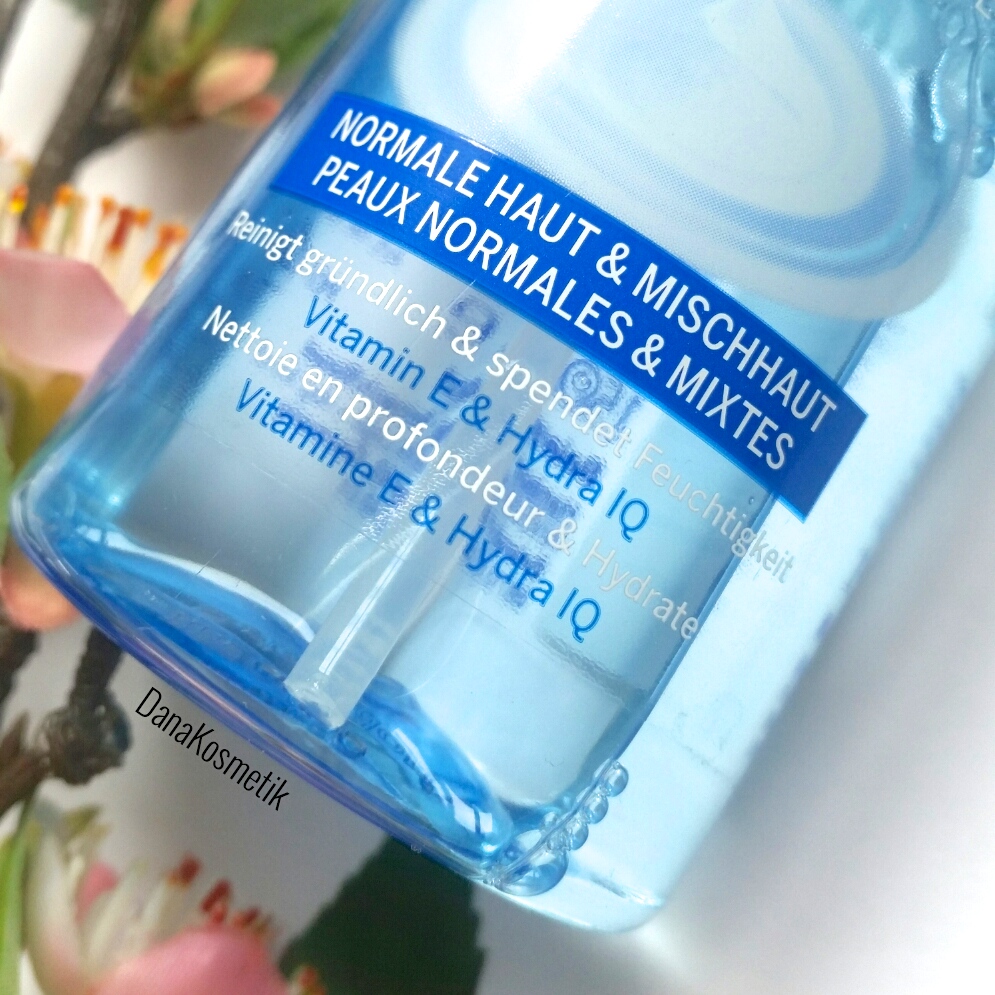 NORMALE HAUT & MISCHHAUT
PEAUX NORMALES & MIXTES
Reinigt gründlich & spendet Feuchtigkeit
Vitamin E & Hydra IQ
Nettoie en profondeur & Hydrate
Vitamine E & Hydra IQ
DanaKosmetik